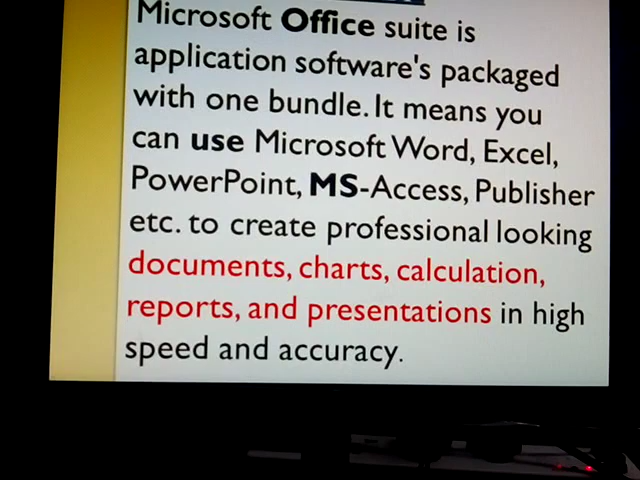 Microsoft Office suite is
application software's packaged
with one bundle. It means you
can use Microsoft Word, Excel,
PowerPoint, MS-Access, Publisher
etc. to create professional looking
documents, charts, calculation,
reports, and presentations in high
speed and accuracy.